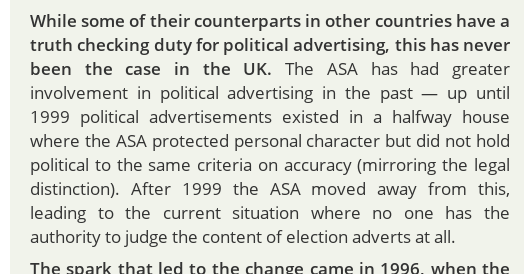 While some of their counterparts in other countries have a
truth checking duty for political advertising, this has never
been the case in the UK. The ASA has had greater
involvement in political advertising in the past — up until
1999 political advertisements existed in a halfway house
where the ASA protected personal character but did not hold
political to the same criteria on accuracy (mirroring the legal
distinction). After 1999 the ASA moved away from this,
leading to the current situation where no one has the
authority to judge the content of election adverts at all.
The spark that led to the change came in 1996, when the